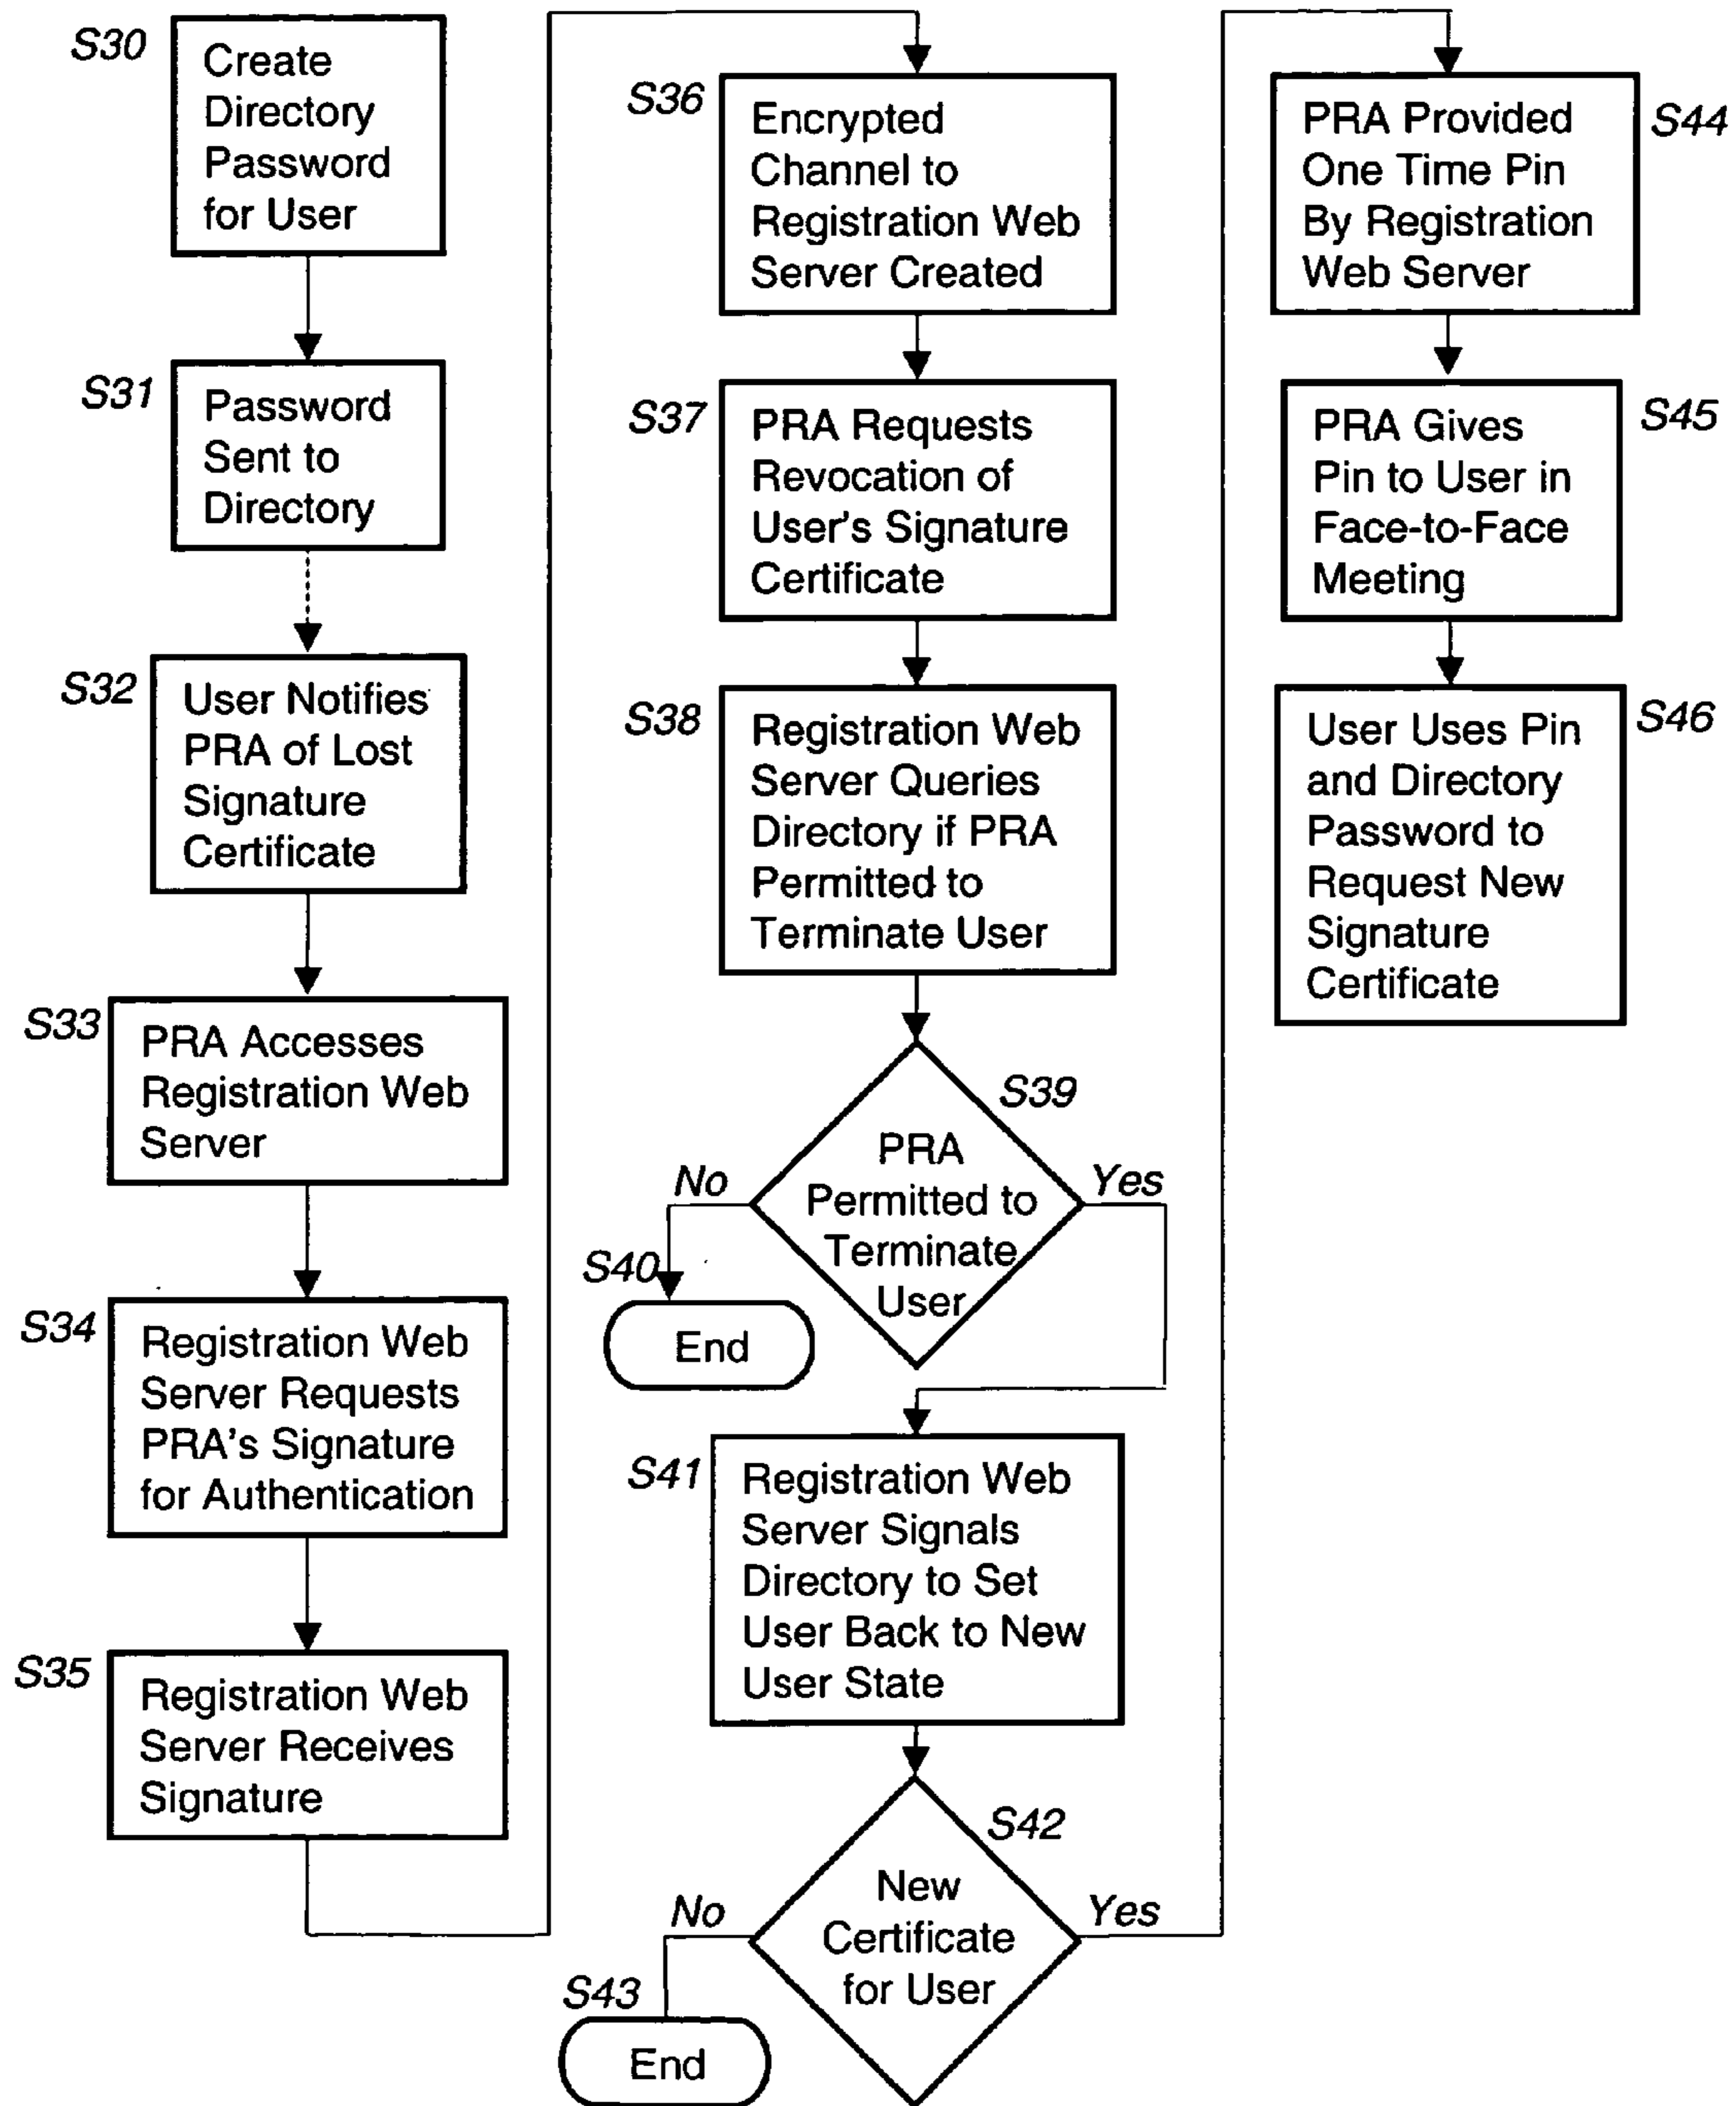 S30
Create
Directory
Password
for User
S31
Password
Sent to
Directory
S32
User Notifies
PRA of Lost
Signature
Certificate
S33
PRA Accesses
Registration Web
Server
S34
Registration Web
Server Requests
PRA's Signature
for Authentication
S35
Registration Web
Server Receives
Signature
S36
Encrypted
Channel to
Registration Web
Server Created
S37
PRA Requests
Revocation of
User's Signature
Certificate
S38
Registration Web
Server Queries
Directory if PRA
Permitted to
Terminate User
S39
PRA
Permitted to
Terminate
User
No
Yes
S40
End
S41
Registration Web
Server Signals
Directory to Set
User Back to New
User State
S42
New
Certificate
for User
No
Yes
S43
End
S44
PRA Provided
One Time Pin
By Registration
Web Server
S45
PRA Gives
Pin to User in
Face-to-Face
Meeting
S46
User Uses Pin
and Directory
Password to
Request New
Signature
Certificate